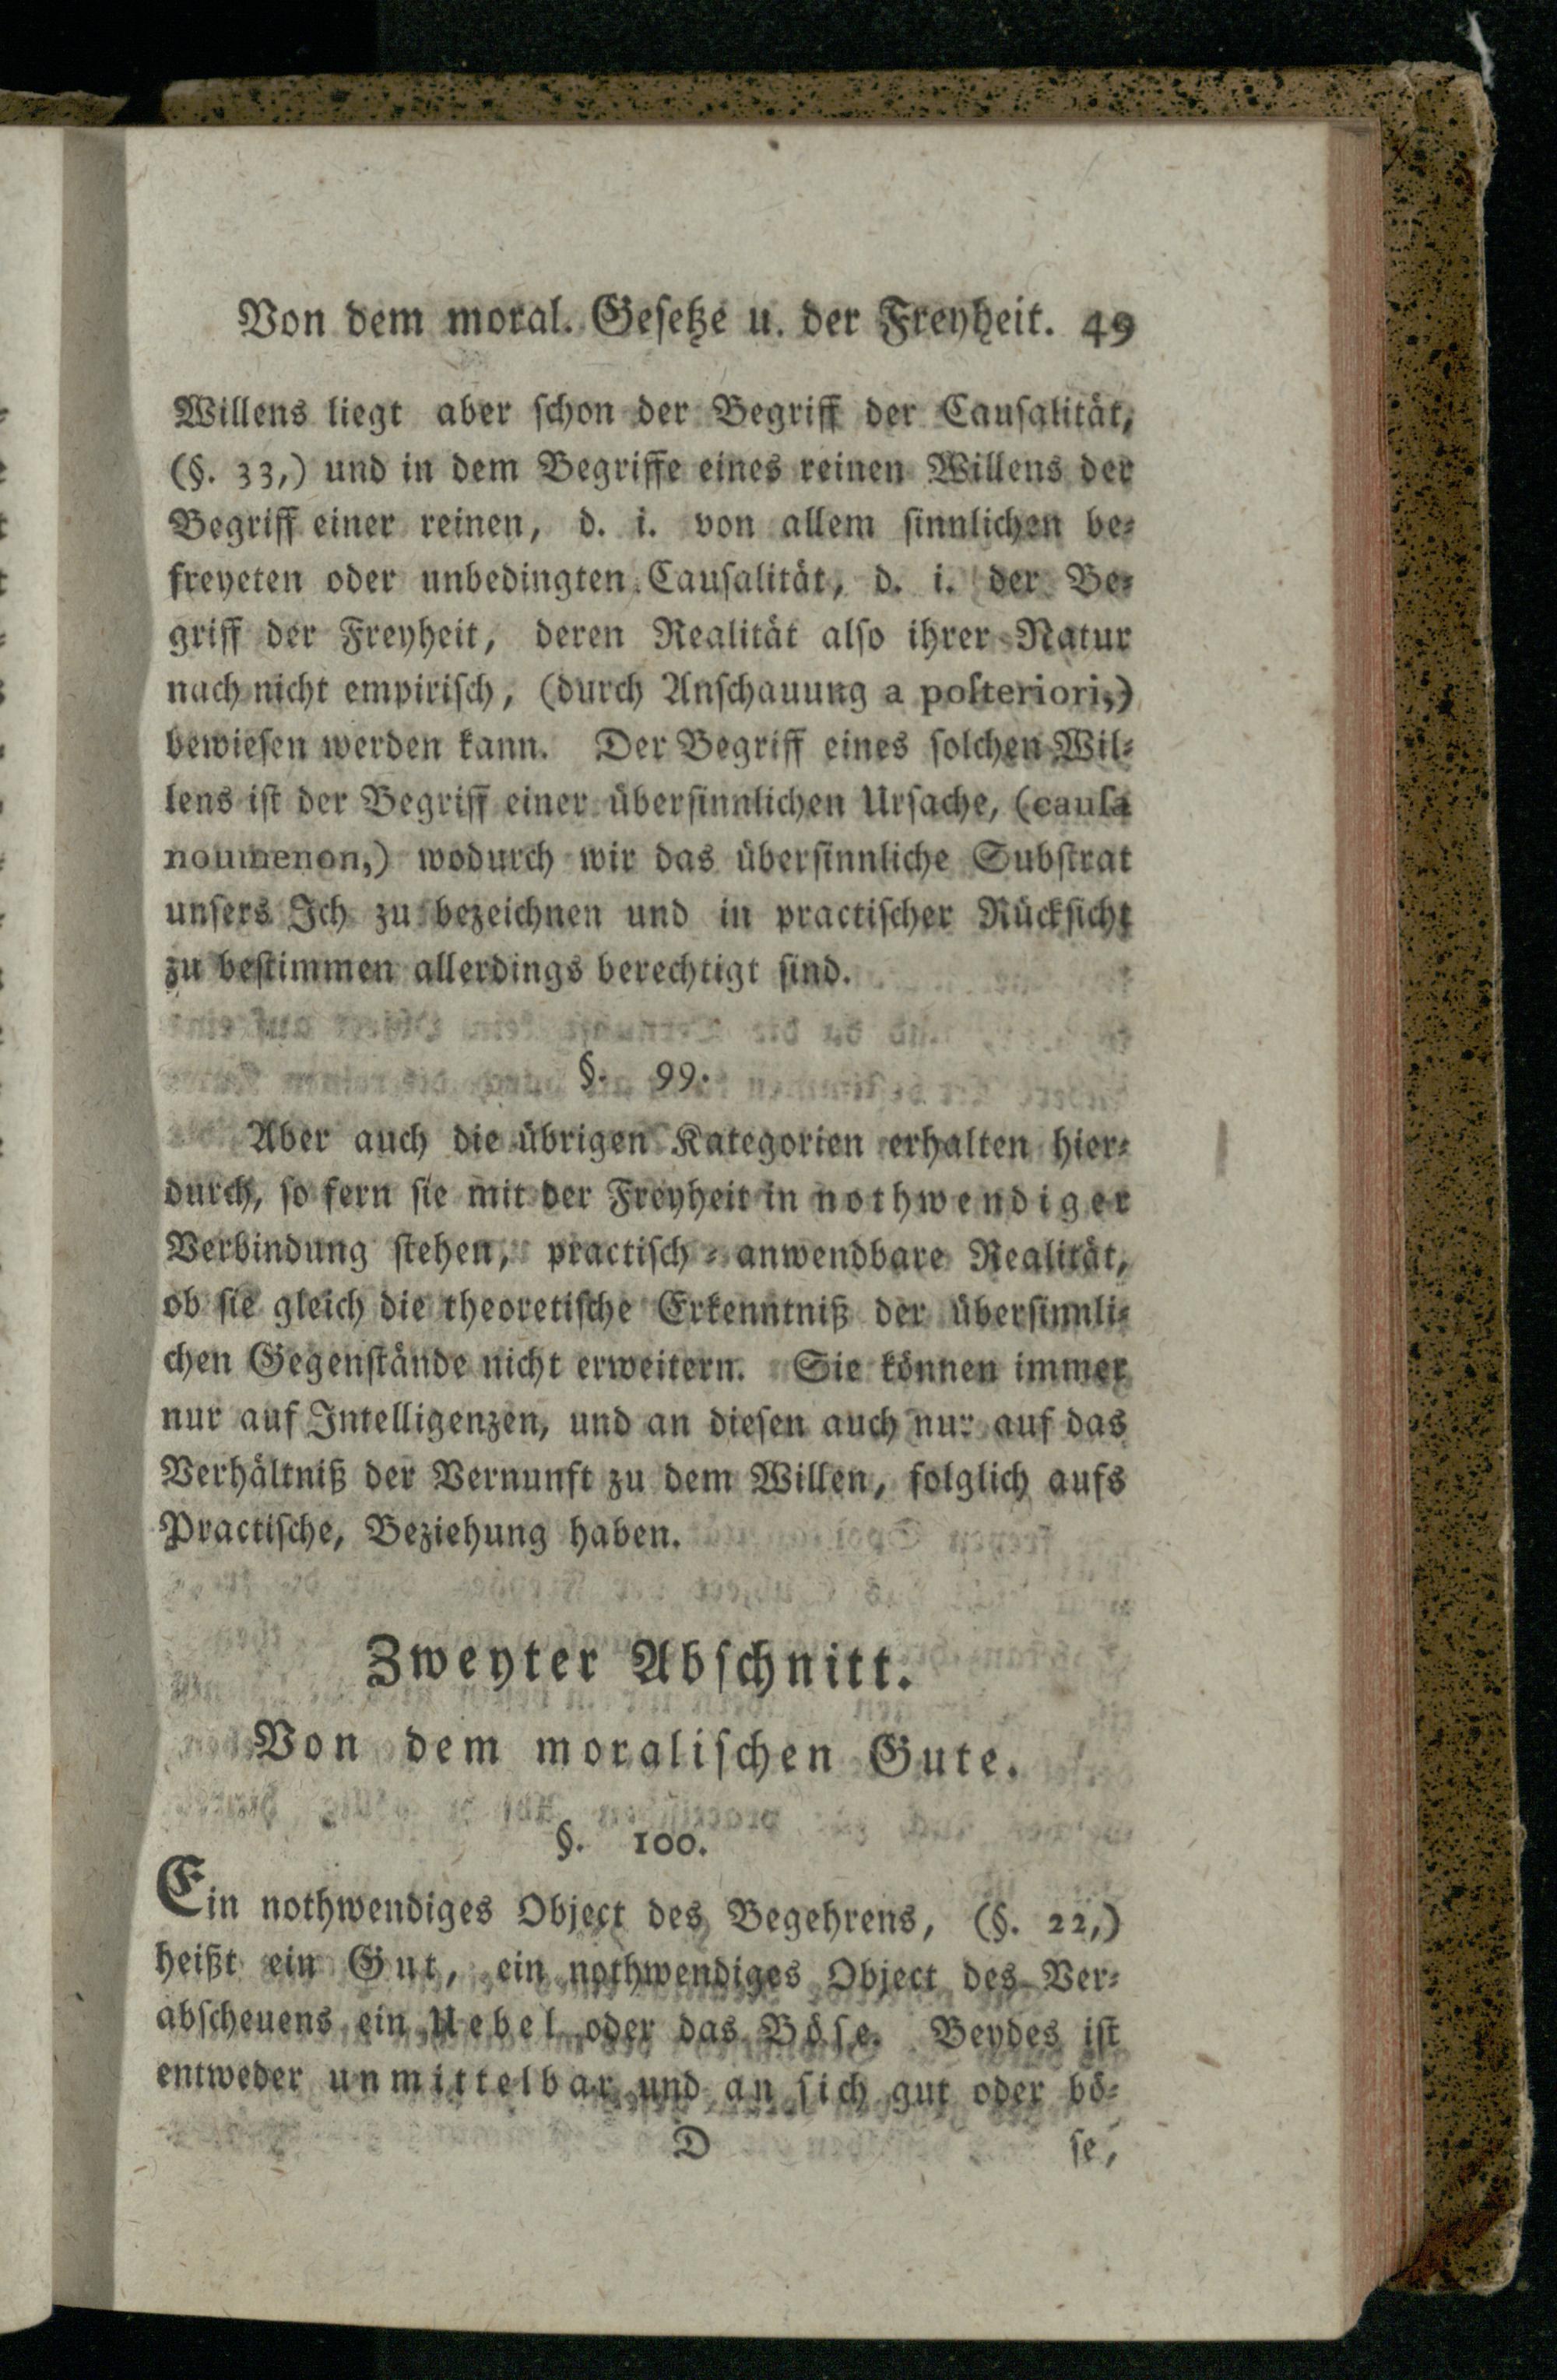 Von dem moral. Gesetze u. der Freyheit. 49
Willens liegt aber schon der Begriff der Causalität,
(§. 33,) und in dem Begriffe eines reinen Willens der
Begriff einer reinen, d. i. von allem sinnlichen be-
freyeten oder unbedingten Causalität, d. i. der Be-
griff der Freyheit, deren Realität also ihrer Natur
nach nicht empirisch, (durch Anschauung a posteriori,)
bewiesen werden kann. Der Begriff eines solchen Wil-
lens ist der Begriff einer übersinnlichen Ursache, (causa
noumenon,) wodurch wir das übersinnliche Substrat
unsers Ich zu bezeichnen und in practischer Rücksicht
zu bestimmen allerdings berechtigt sind.
§. 99.
Aber auch die übrigen Kategorien erhalten hier-
durch, so fern sie mit der Freyheit in nothwendiger
Verbindung stehen, practisch-anwendbare Realität,
ob sie gleich die theoretische Erkenntniß der übersinnli-
chen Gegenstände nicht erweitern. Sie können immer
nur auf Intelligenzen, und an diesen auch nur auf das
Verhältniß der Vernunft zu dem Willen, folglich aufs
Practische, Beziehung haben.
Zweyter Abschnitt.
Von dem moralischen Gute.
§. 100.
Ein nothwendiges Object des Begehrens, (§. 22,)
heißt ein Gut, ein nothwendiges Object des Ver-
abscheuens ein Uebel oder das Böse. Beydes ist
entweder unmittelbar und an sich gut oder bö-
D se,